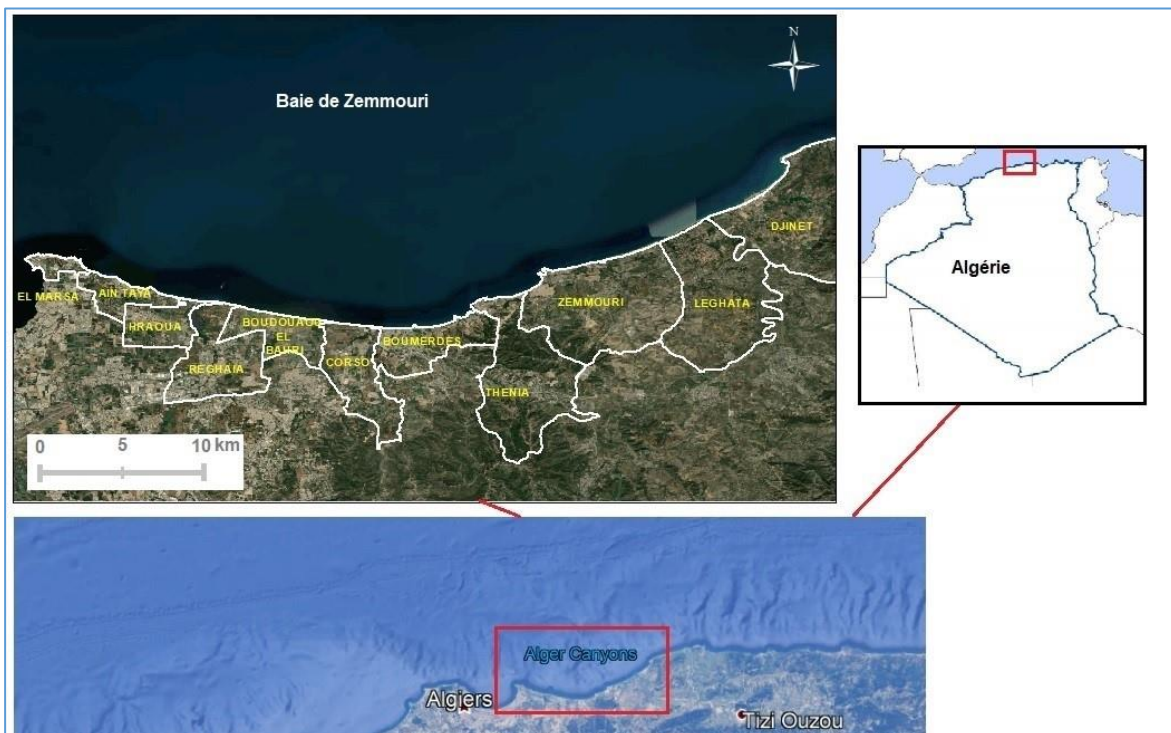 N
Baie de Zemmouri
DJINET
EL MARSA
AIN TAYA
ZEMMOURI
LEGHATA
HRAOUA
BOUDOUAOU
EL
BAHRI
BOUMERDES
CORSO
REGHAIA
THENIA
0 5 10 km
Algérie
Alger Canyons
Algiers
Tizi Ouzou